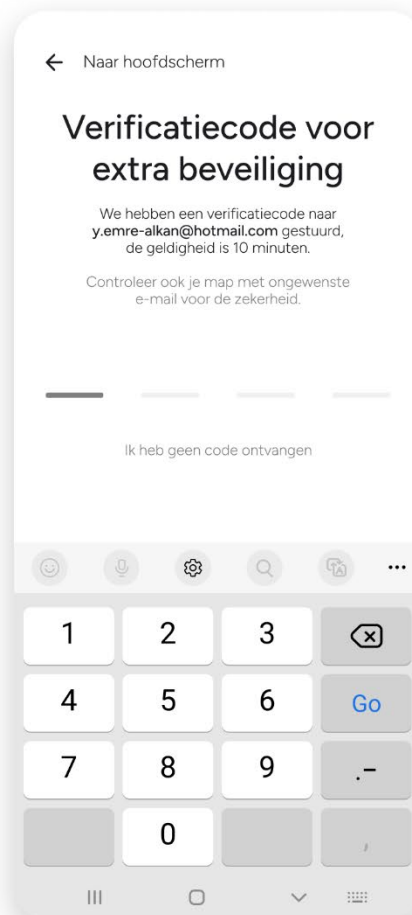 Naar hoofdscherm
Verificatiecode voor
extra beveiliging
We hebben een verificatiecode naar
y.emre-alkan@hotmail.com gestuurd,
de geldigheid is 10 minuten.
Controleer ook je map met ongewenste
e-mail voor de zekerheid.
Ik heb geen code ontvangen
1 2 3
4 5 6 Go
7 8 9 .-
0 ,